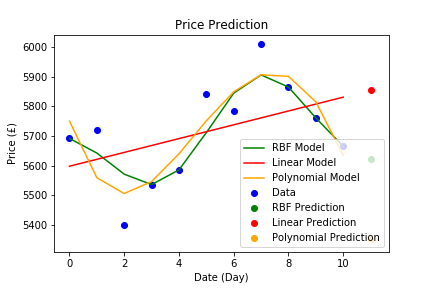 Price Prediction
6000
5900
5800
5700
5600
5500
5400
Price (£)
RBF Model
Linear Model
Polynomial Model
Data
RBF Prediction
Linear Prediction
Polynomial Prediction
0
2
4
6
8
10
Date (Day)